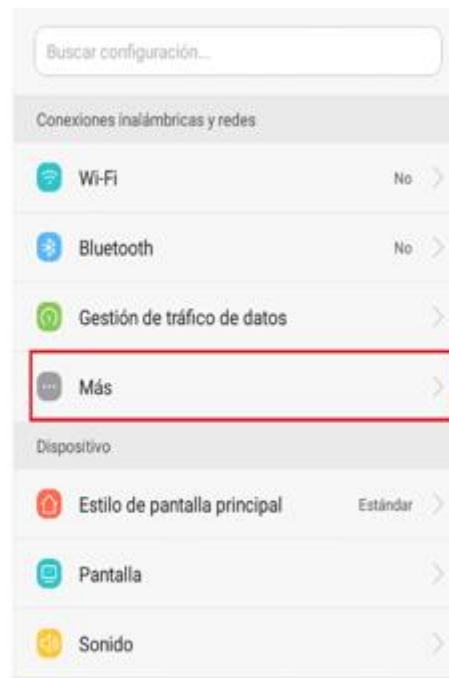 Buscar configuración...
Conexiones inalámbricas y redes
Wi-Fi No
Bluetooth No
Gestión de tráfico de datos
Más
Dispositivo
Estilo de pantalla principal Estándar
Pantalla
Sonido